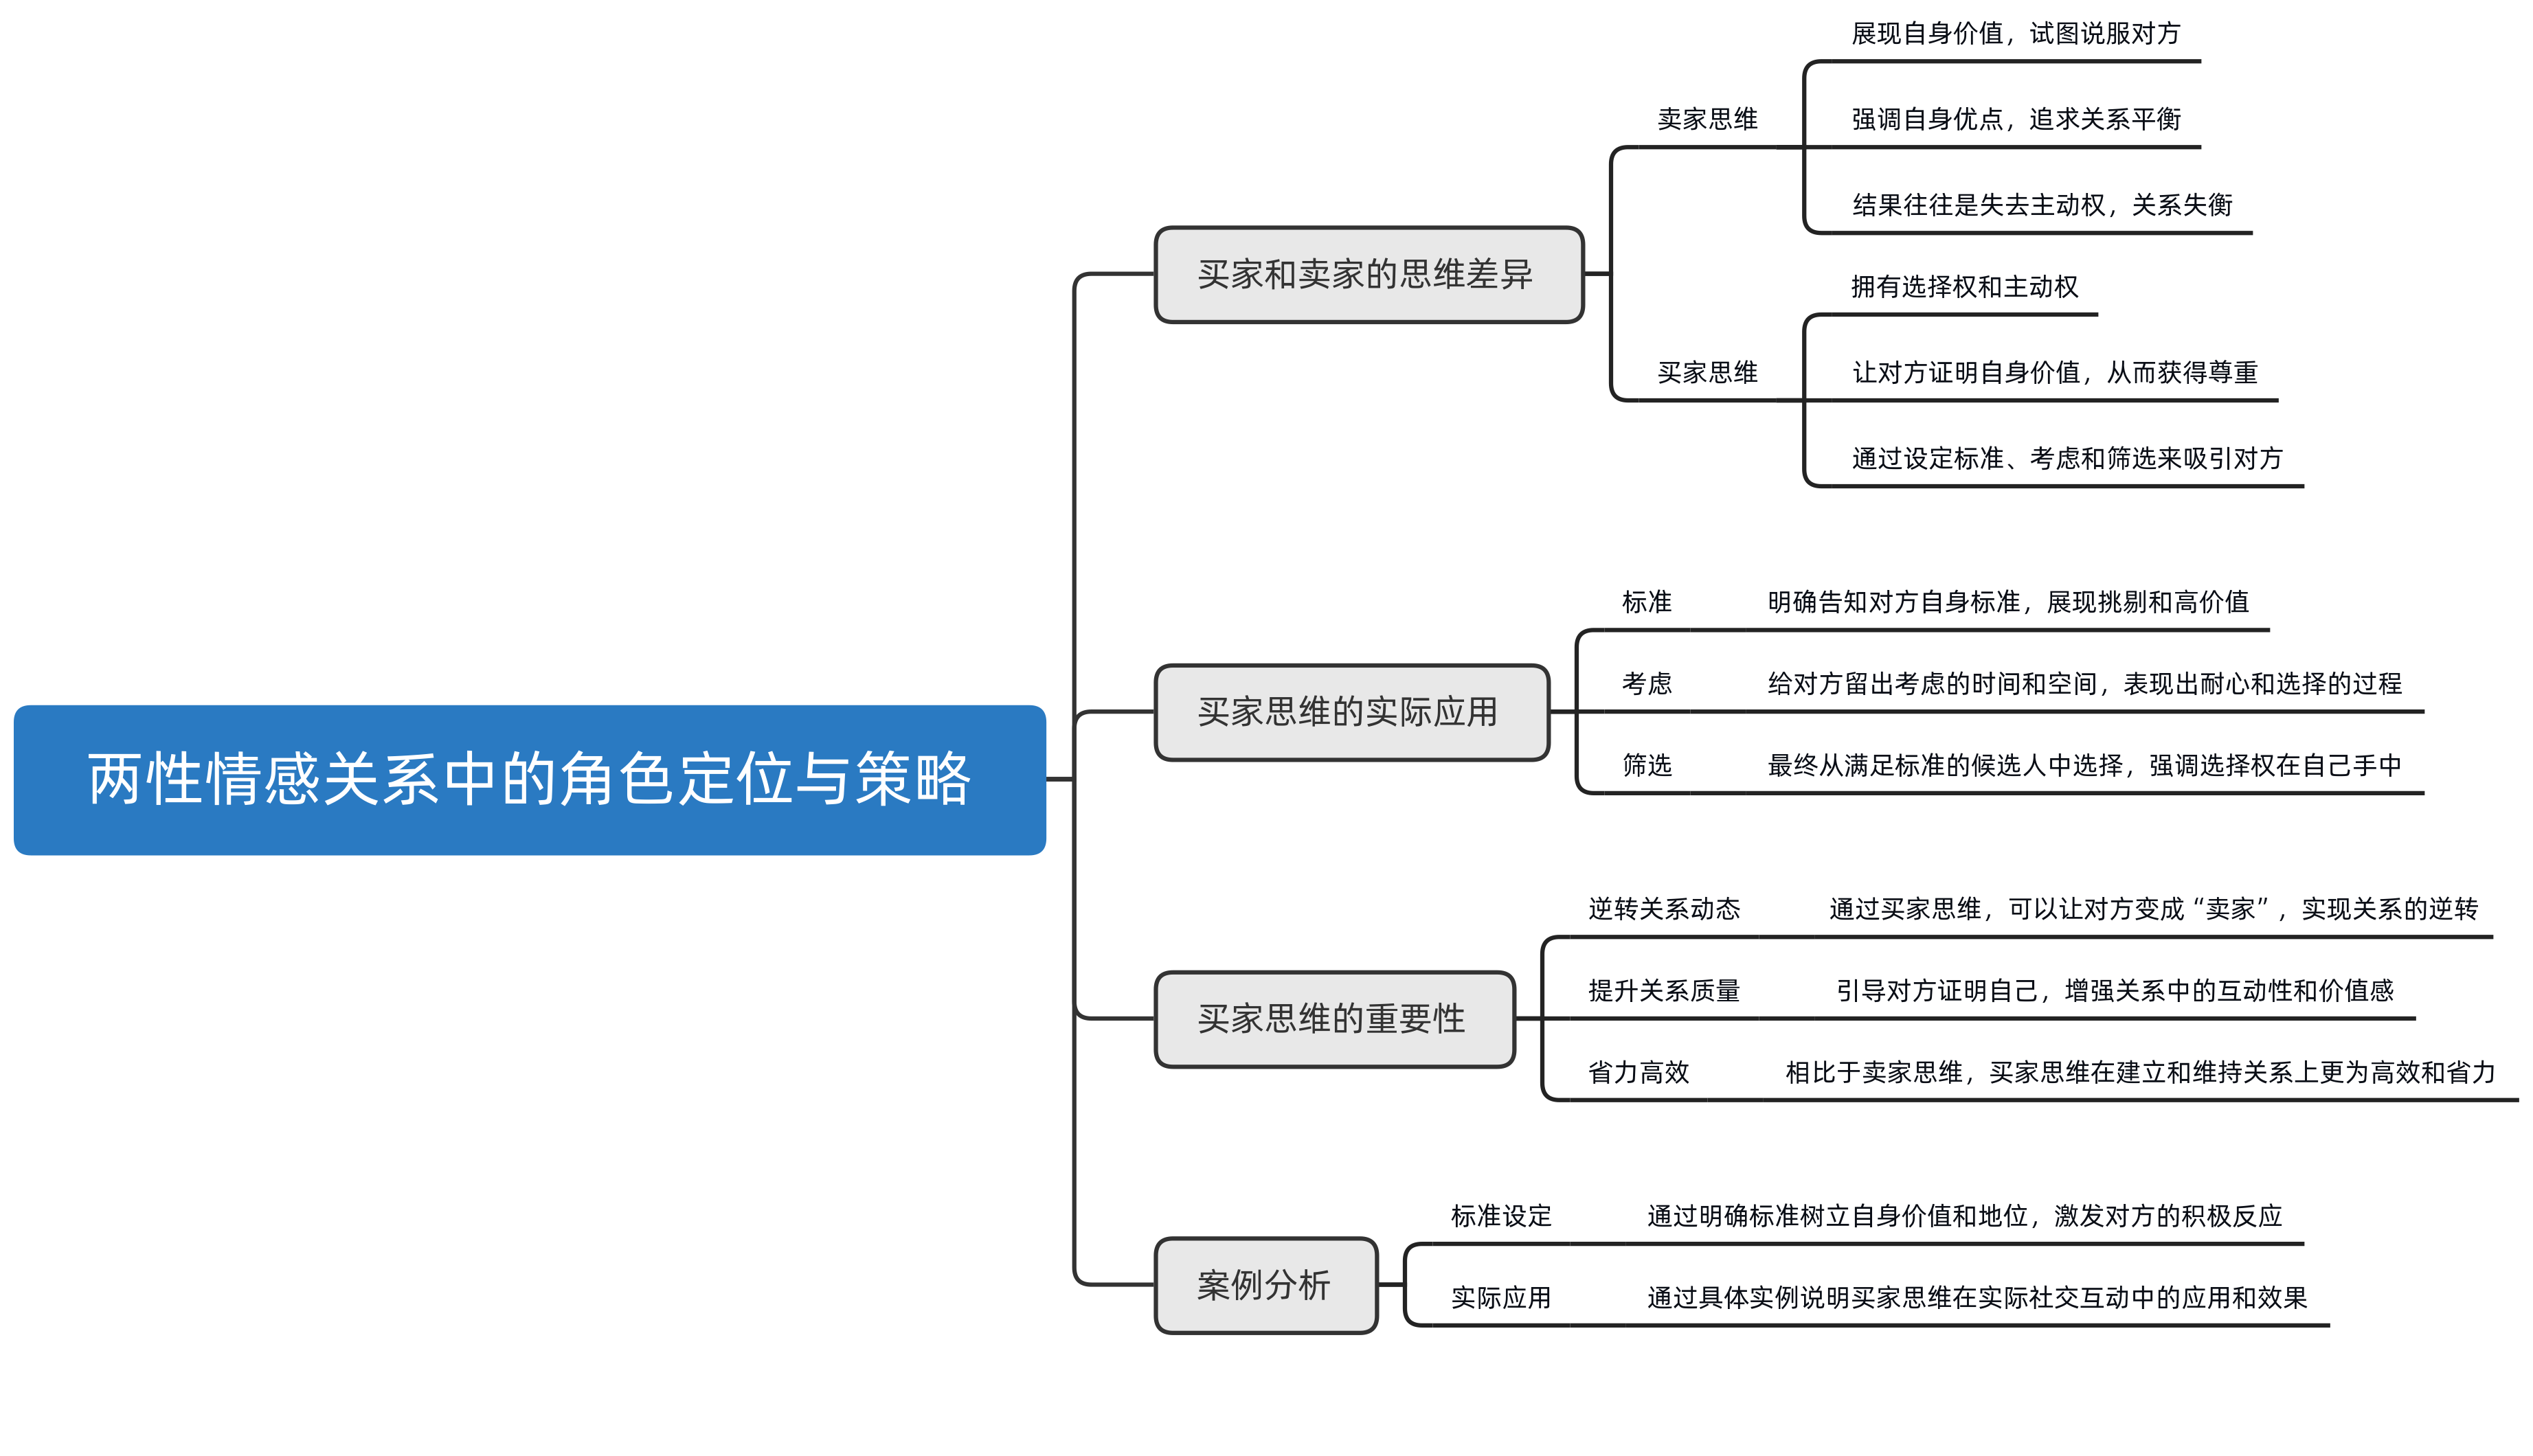 两性情感关系中的角色定位与策略
买家和卖家的思维差异
卖家思维
展现自身价值，试图说服对方
强调自身优点，追求关系平衡
结果往往是失去主动权，关系失衡
买家思维
拥有选择权和主动权
让对方证明自身价值，从而获得尊重
通过设定标准、考虑和筛选来吸引对方
买家思维的实际应用
标准
明确告知对方自身标准，展现挑剔和高价值
考虑
给对方留出考虑的时间和空间，表现出耐心和选择的过程
筛选
最终从满足标准的候选人中选择，强调选择权在自己手中
买家思维的重要性
逆转关系动态
通过买家思维，可以让对方变成“卖家”，实现关系的逆转
提升关系质量
引导对方证明自己，增强关系中的互动性和价值感
省力高效
相比于卖家思维，买家思维在建立和维持关系上更为高效和省力
案例分析
标准设定
通过明确标准树立自身价值和地位，激发对方的积极反应
实际应用
通过具体实例说明买家思维在实际社交互动中的应用和效果